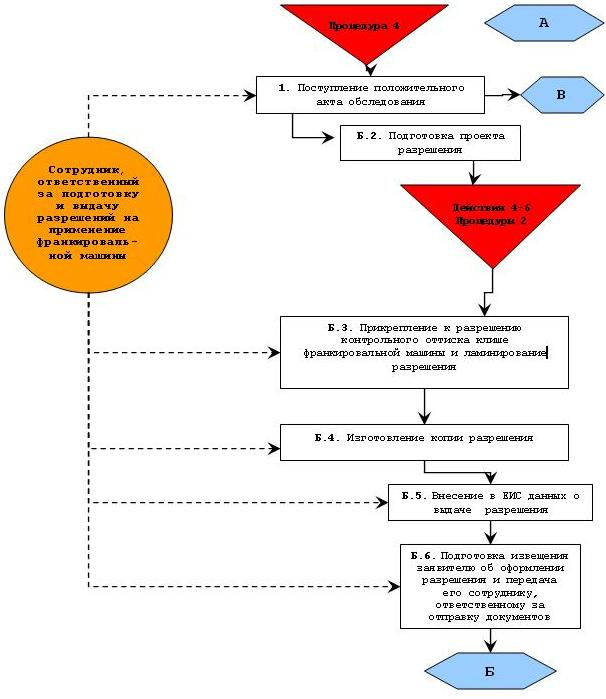 Процедура 4
А
1. Поступление положительного
акта обследования
В
Б.2. Подготовка проекта
разрешения
Сотрудник,
ответственный
за подготовку
и выдачу
разрешений на
применение
франкироваль-
ной машины
Действия 4-6
Процедуры 2
Б.3. Прикрепление к разрешению
контрольного оттиска клише
франкировальной машины и ламинирование
разрешения
Б.4. Изготовление копии разрешения
Б.5. Внесение в ЕИС данных о
выдаче разрешения
Б.6. Подготовка извещения
заявителю об оформлении
разрешения и передача
его сотруднику,
ответственному за
отправку документов
Б